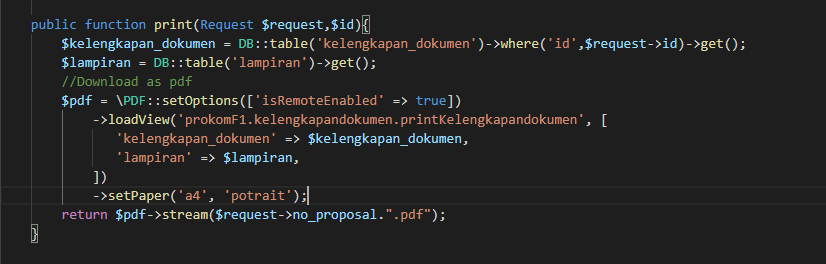 public function print(Request $request,$id){
$kelengkapan_dokumen = DB::table('kelengkapan_dokumen')->where('id',$request->id)->get();
$lampiran = DB::table('lampiran')->get();
//Download as pdf
$pdf = \PDF::setOptions(['isRemoteEnabled' => true])
->loadView('prokomF1.kelengkapandokumen.printKelengkapandokumen', [
'kelengkapan_dokumen' => $kelengkapan_dokumen,
'lampiran' => $lampiran,
])
->setPaper('a4', 'potrait');
return $pdf->stream($request->no_proposal.".pdf");
}